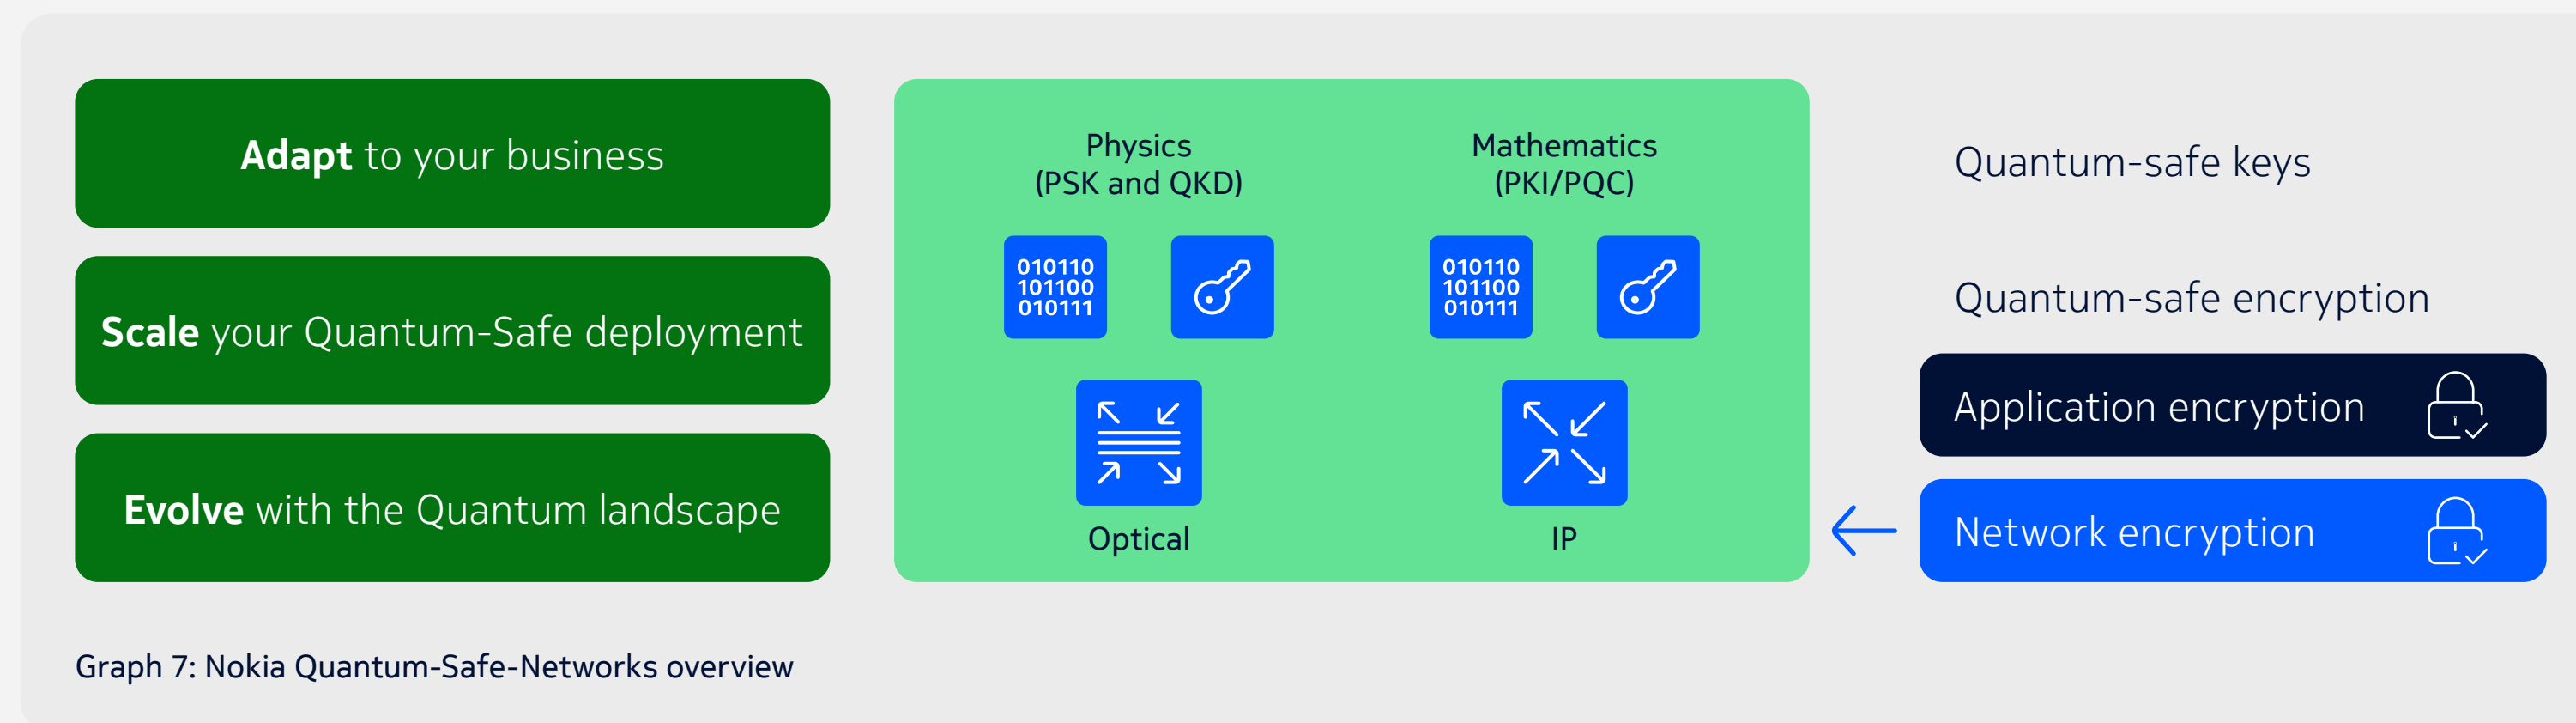 Adapt to your business
Scale your Quantum-Safe deployment
Evolve with the Quantum landscape
Physics
(PSK and QKD)
010110
101100
010111
Optical
Mathematics
(PKI/PQC)
010110
101100
010111
IP
Quantum-safe keys
Quantum-safe encryption
Application encryption
Network encryption
Graph 7: Nokia Quantum-Safe-Networks overview